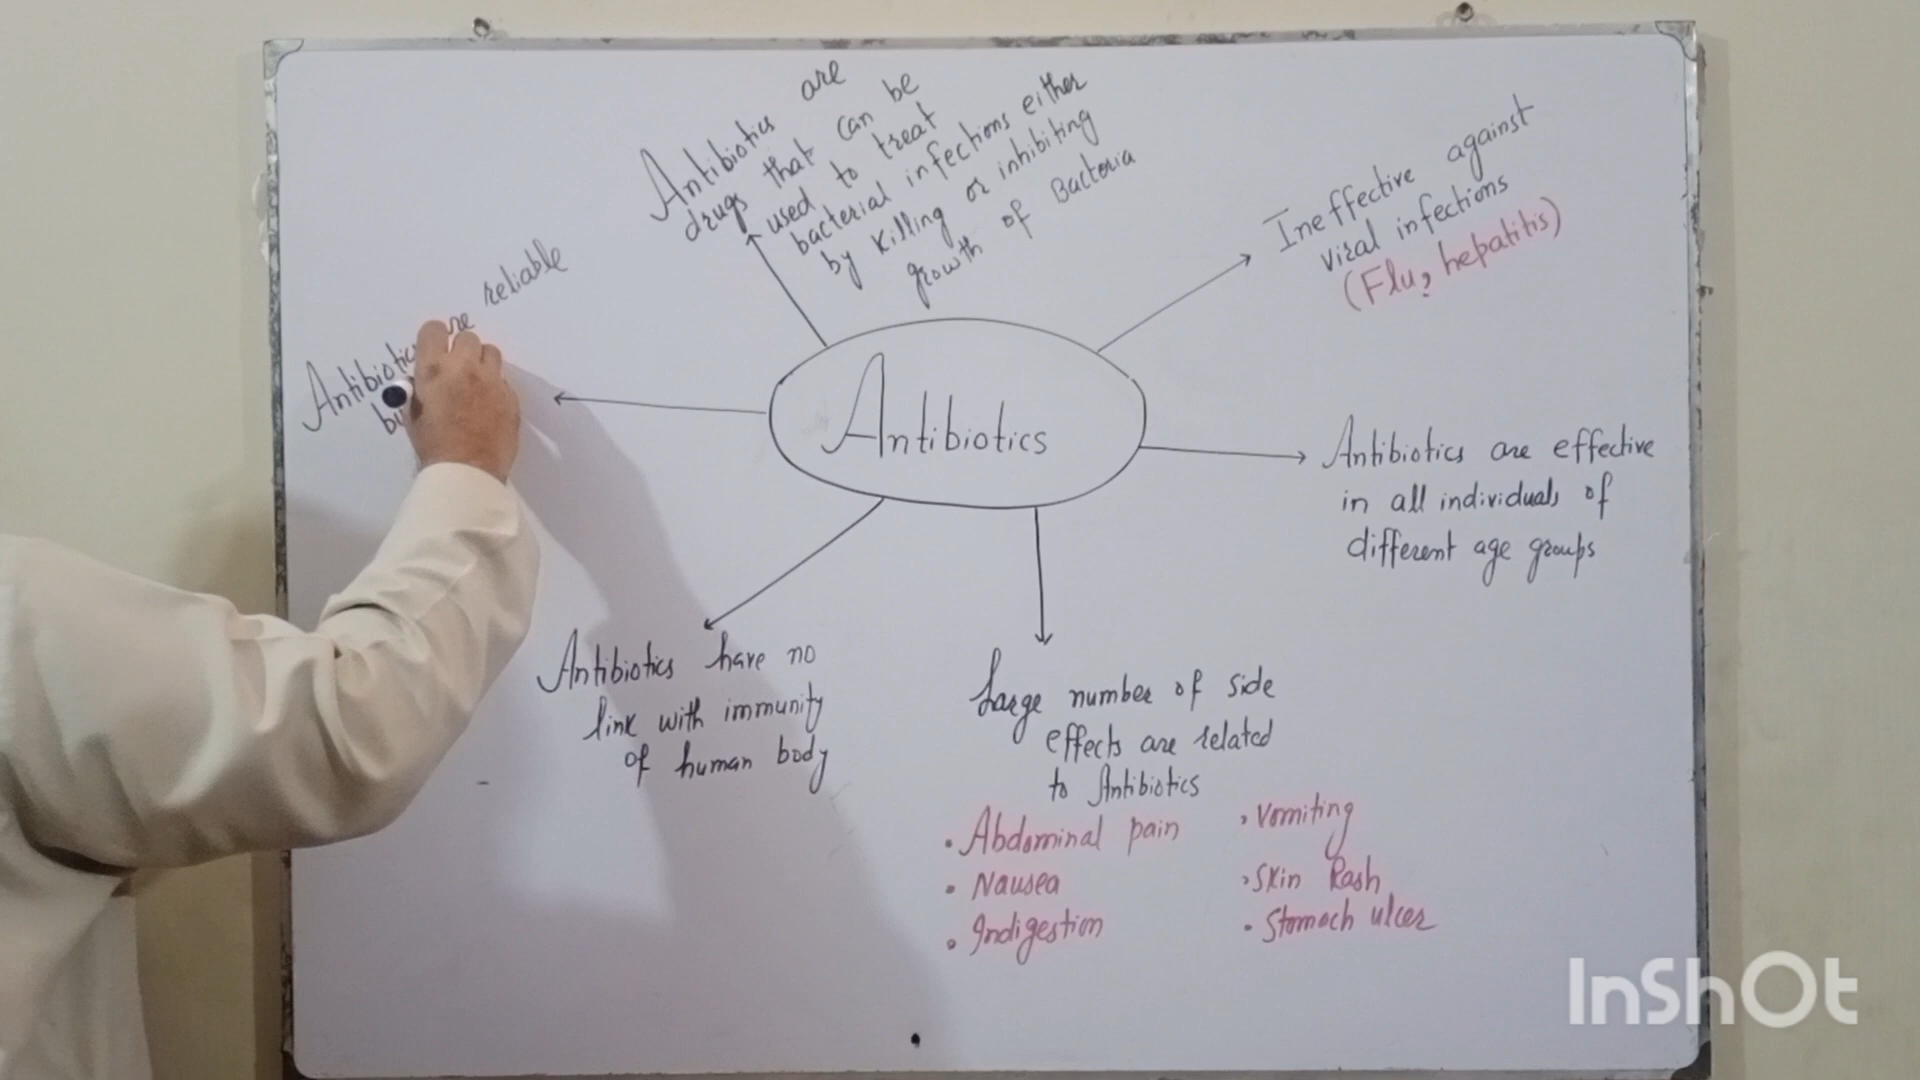 Antibiotics are
drugs that can be
used to treat
bacterial infections either
by killing or inhibiting
growth of Bacteria
Ineffective against
viral infections
(Flu, hepatitis)
reliable
Antibiotics
Antibiotics are effective
in all individuals of
different age groups
Antibiotics have no
link with immunity
of human body
Large number of side
effects are related
to Antibiotics
• Abdominal pain
• Nausea
• Indigestion
• Vomiting
• Skin Rash
• Stomach ulcer
InShOt